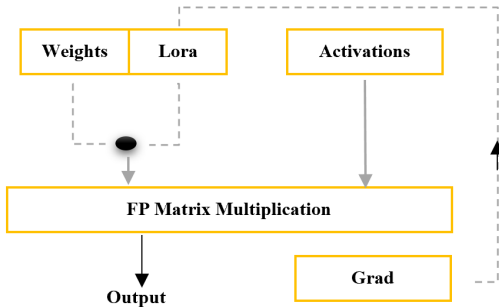 Weights
Lora
Activations
FP Matrix Multiplication
Grad
Output